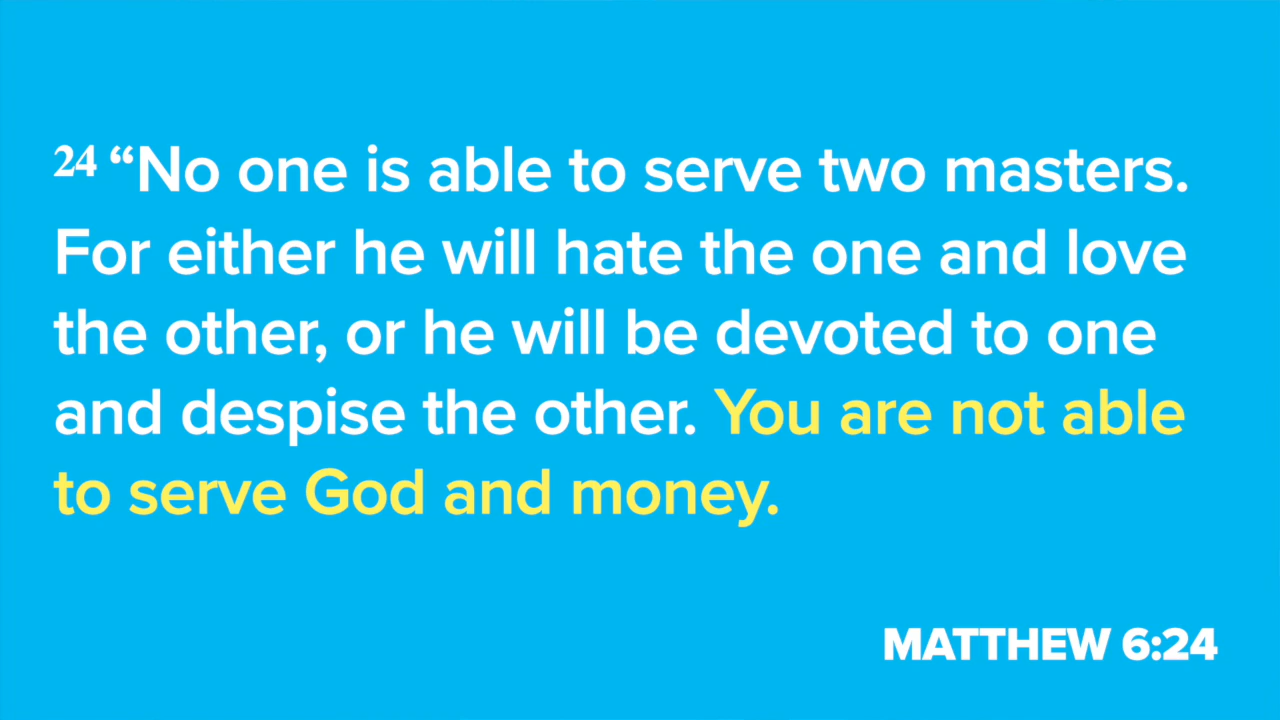 24 “No one is able to serve two masters.
For either he will hate the one and love
the other, or he will be devoted to one
and despise the other. You are not able
to serve God and money.
MATTHEW 6:24